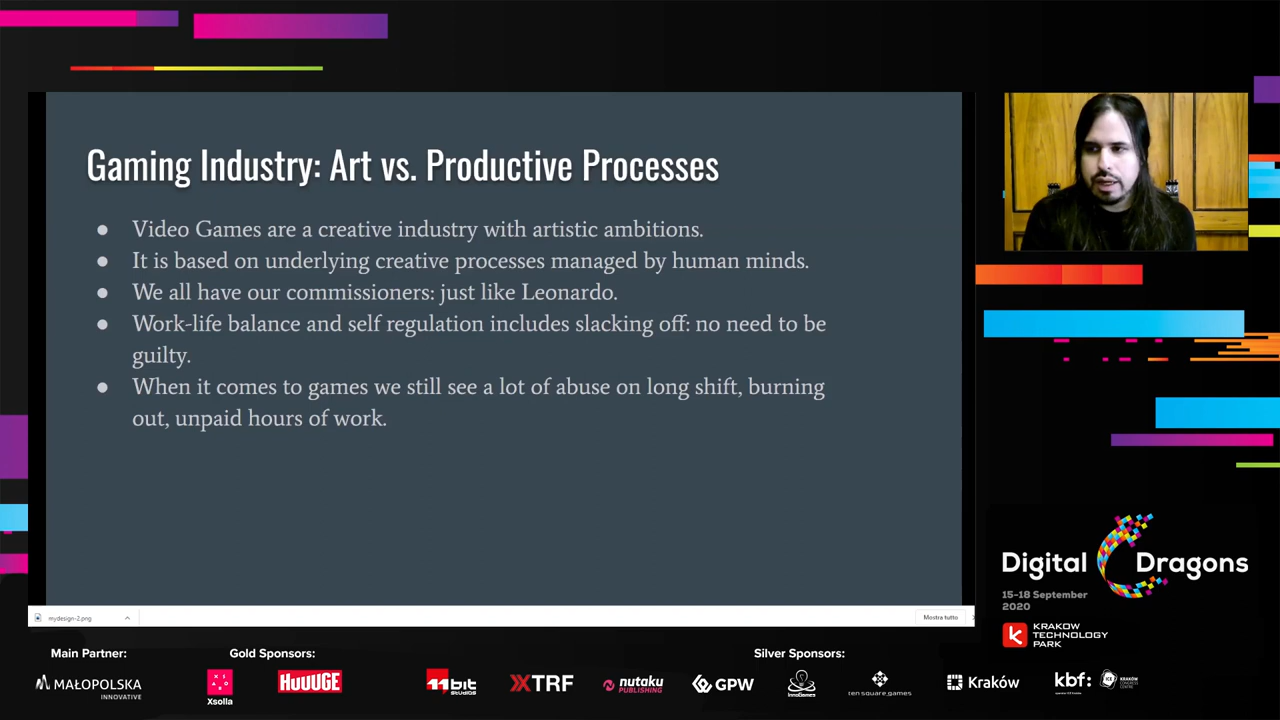 Gaming Industry: Art vs. Productive Processes
● Video Games are a creative industry with artistic ambitions.
● It is based on underlying creative processes managed by human minds.
● We all have our commissioners: just like Leonardo.
● Work-life balance and self regulation includes slacking off: no need to be
guilty.
● When it comes to games we still see a lot of abuse on long shift, burning
out, unpaid hours of work.
mydesign-2.png
Mostra tutto
Digital Dragons
15-18 September
2020
KRAKOW
TECHNOLOGY
PARK
Main Partner:
MAŁOPOLSKA
INNOVATIVE
Gold Sponsors:
Xsolla
HUUUGE
Silver Sponsors:
11bit
studios
XTRF
nutaku
PUBLISHING
GPW
InnoGames
ten square games
Kraków
kbf:
ICE KRAKÓW
CONGRESS
CENTRE